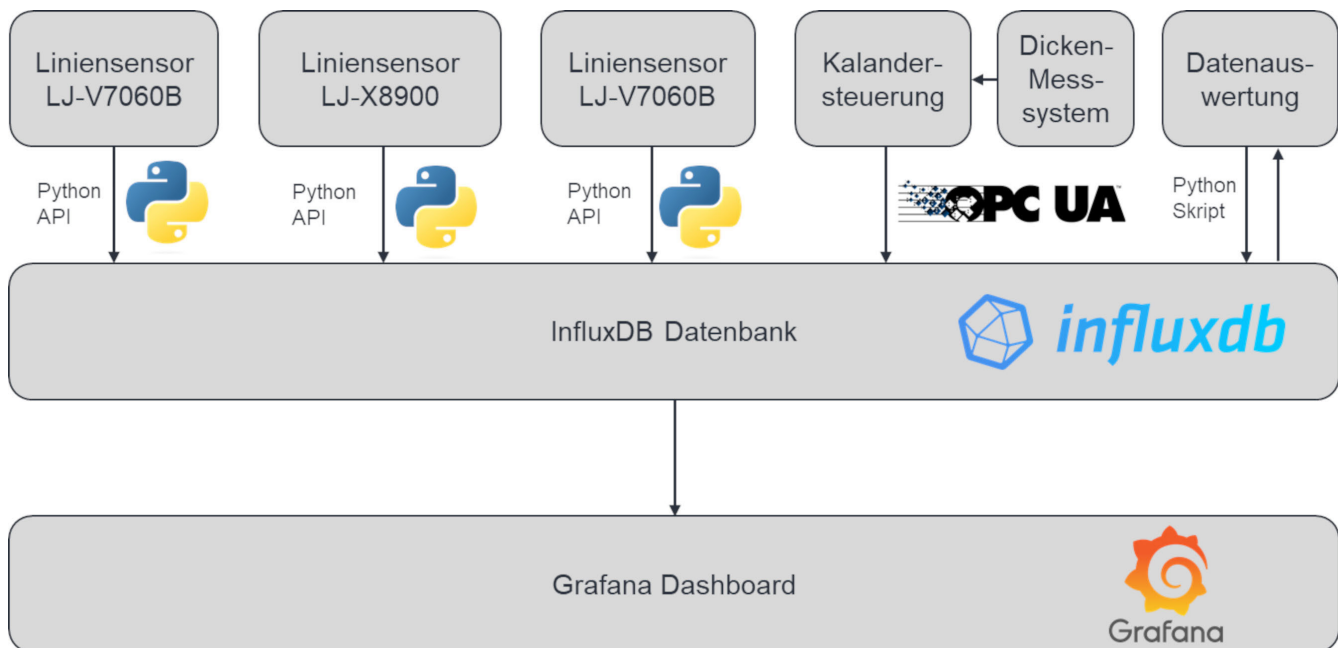 Liniensensor
LJ-V7060B
Liniensensor
LJ-X8900
Liniensensor
LJ-V7060B
Kalander-
steuerung
Dicken-
Mess-
system
Datenaus-
wertung
Python
API
Python
API
Python
API
OPC UA™
Python
Skript
InfluxDB Datenbank
influxdb
Grafana Dashboard
Grafana